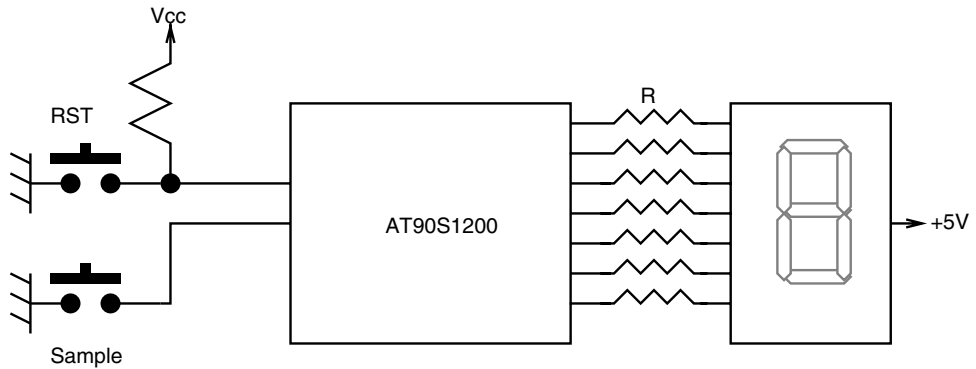 Vcc
RST
R
AT90S1200
+5V
Sample